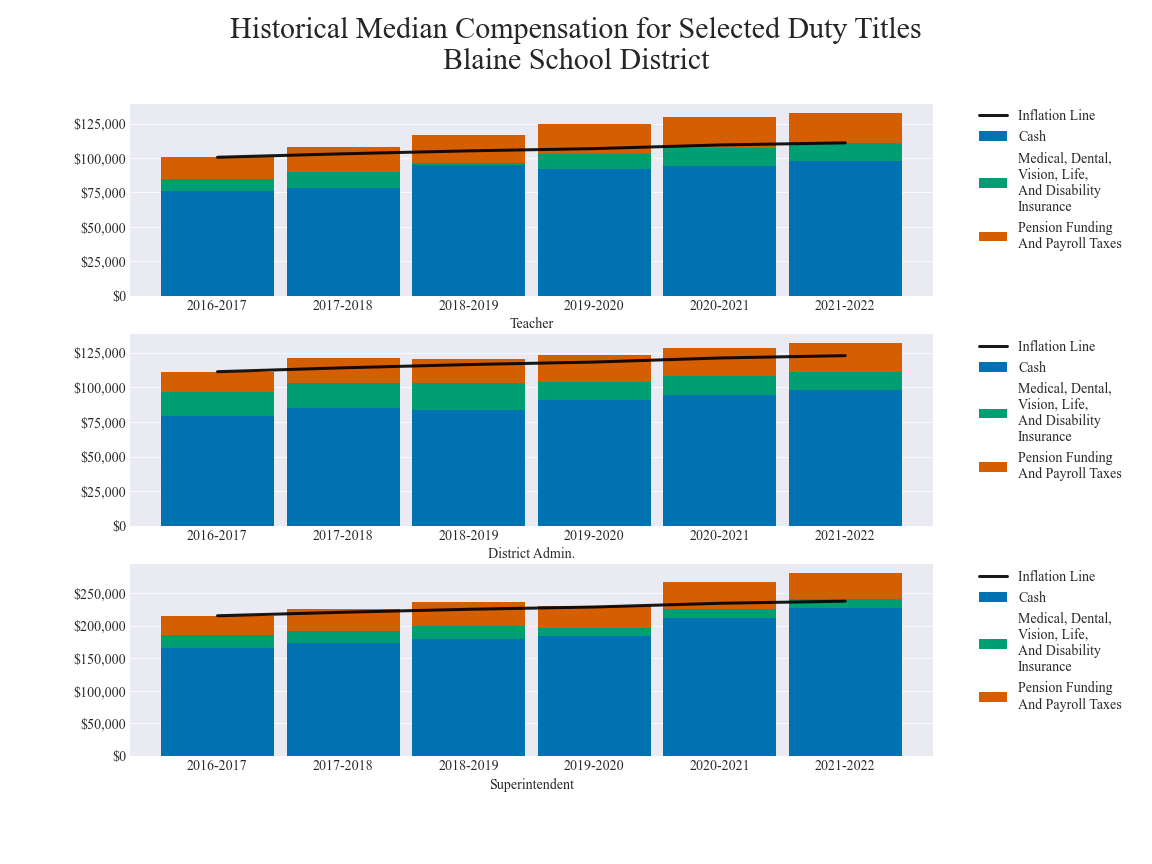 Historical Median Compensation for Selected Duty Titles
Blaine School District
$125,000
$100,000
$75,000
$50,000
$25,000
$0
2016-2017
2017-2018
2018-2019
2019-2020
2020-2021
2021-2022
Teacher
Inflation Line
Cash
Medical, Dental,
Vision, Life,
And Disability
Insurance
Pension Funding
And Payroll Taxes
$125,000
$100,000
$75,000
$50,000
$25,000
$0
2016-2017
2017-2018
2018-2019
2019-2020
2020-2021
2021-2022
District Admin.
Inflation Line
Cash
Medical, Dental,
Vision, Life,
And Disability
Insurance
Pension Funding
And Payroll Taxes
$250,000
$200,000
$150,000
$100,000
$50,000
$0
2016-2017
2017-2018
2018-2019
2019-2020
2020-2021
2021-2022
Superintendent
Inflation Line
Cash
Medical, Dental,
Vision, Life,
And Disability
Insurance
Pension Funding
And Payroll Taxes